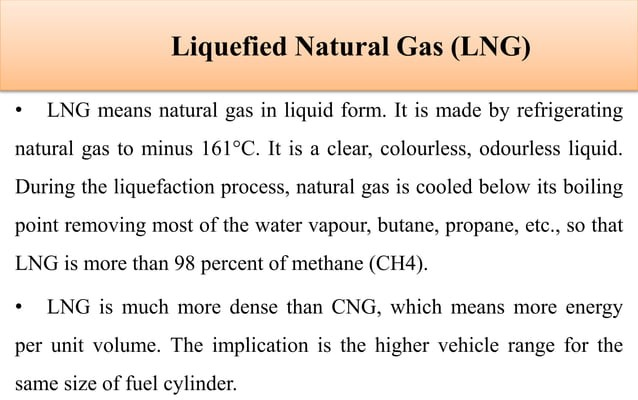 Liquefied Natural Gas (LNG)
• LNG means natural gas in liquid form. It is made by refrigerating
natural gas to minus 161°C. It is a clear, colourless, odourless liquid.
During the liquefaction process, natural gas is cooled below its boiling
point removing most of the water vapour, butane, propane, etc., so that
LNG is more than 98 percent of methane (CH4).
• LNG is much more dense than CNG, which means more energy
per unit volume. The implication is the higher vehicle range for the
same size of fuel cylinder.